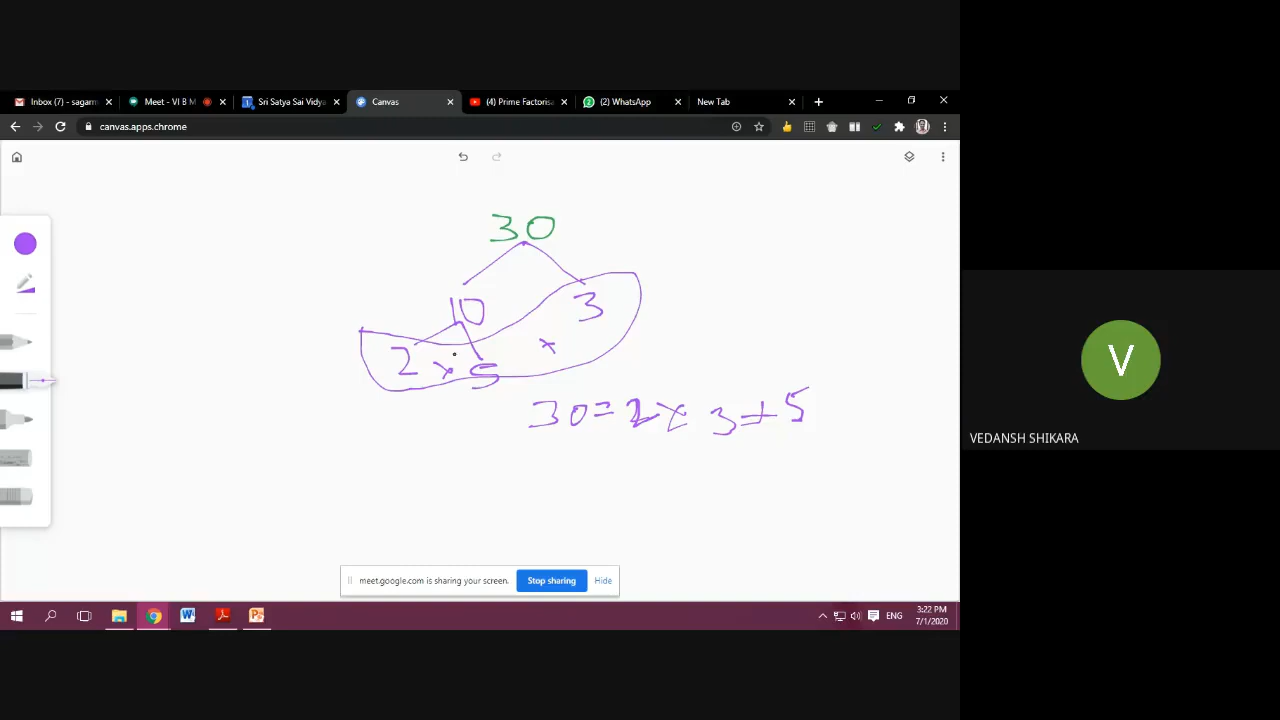 Inbox (7) - sagarm
Meet - VI B M
Sri Satya Sai Vidya
Canvas
(4) Prime Factorisa
(2) WhatsApp
New Tab
canvas.apps.chrome
30
10 3
2 × 5 ×
30 = 2 × 3 × 5
V
VEDANSH SHIKARA
meet.google.com is sharing your screen.
Stop sharing
Hide
ENG
3:22 PM
7/1/2020